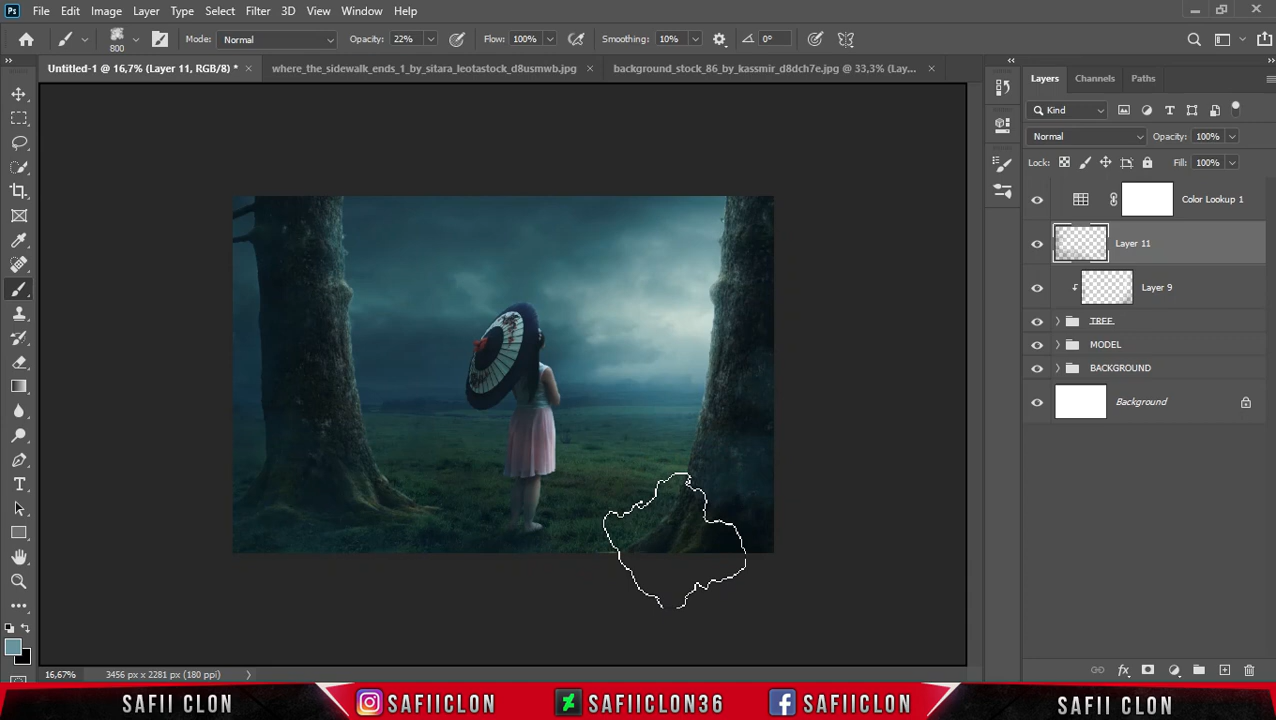 Ps File Edit Image Layer Type Select Filter 3D View Window Help
800 Mode: Normal Opacity: 22% Flow: 100% Smoothing: 10% 0°
Untitled-1 @ 16,7% (Layer 11, RGB/8) * × where_the_sidewalk_ends_1_by_sitara_leotastock_d8usmwb.jpg × background_stock_86_by_kassmir_d8dch7e.jpg @ 33,3% (Lay... ×
Layers Channels Paths
Kind
Normal Opacity: 100%
Lock: Fill: 100%
Color Lookup 1
Layer 11
Layer 9
TREE
MODEL
BACKGROUND
Background
16,67% 3456 px x 2281 px (180 ppi)
SAFII CLON SAFIICLON SAFIICLON36 SAFIICLON SAFII CLON